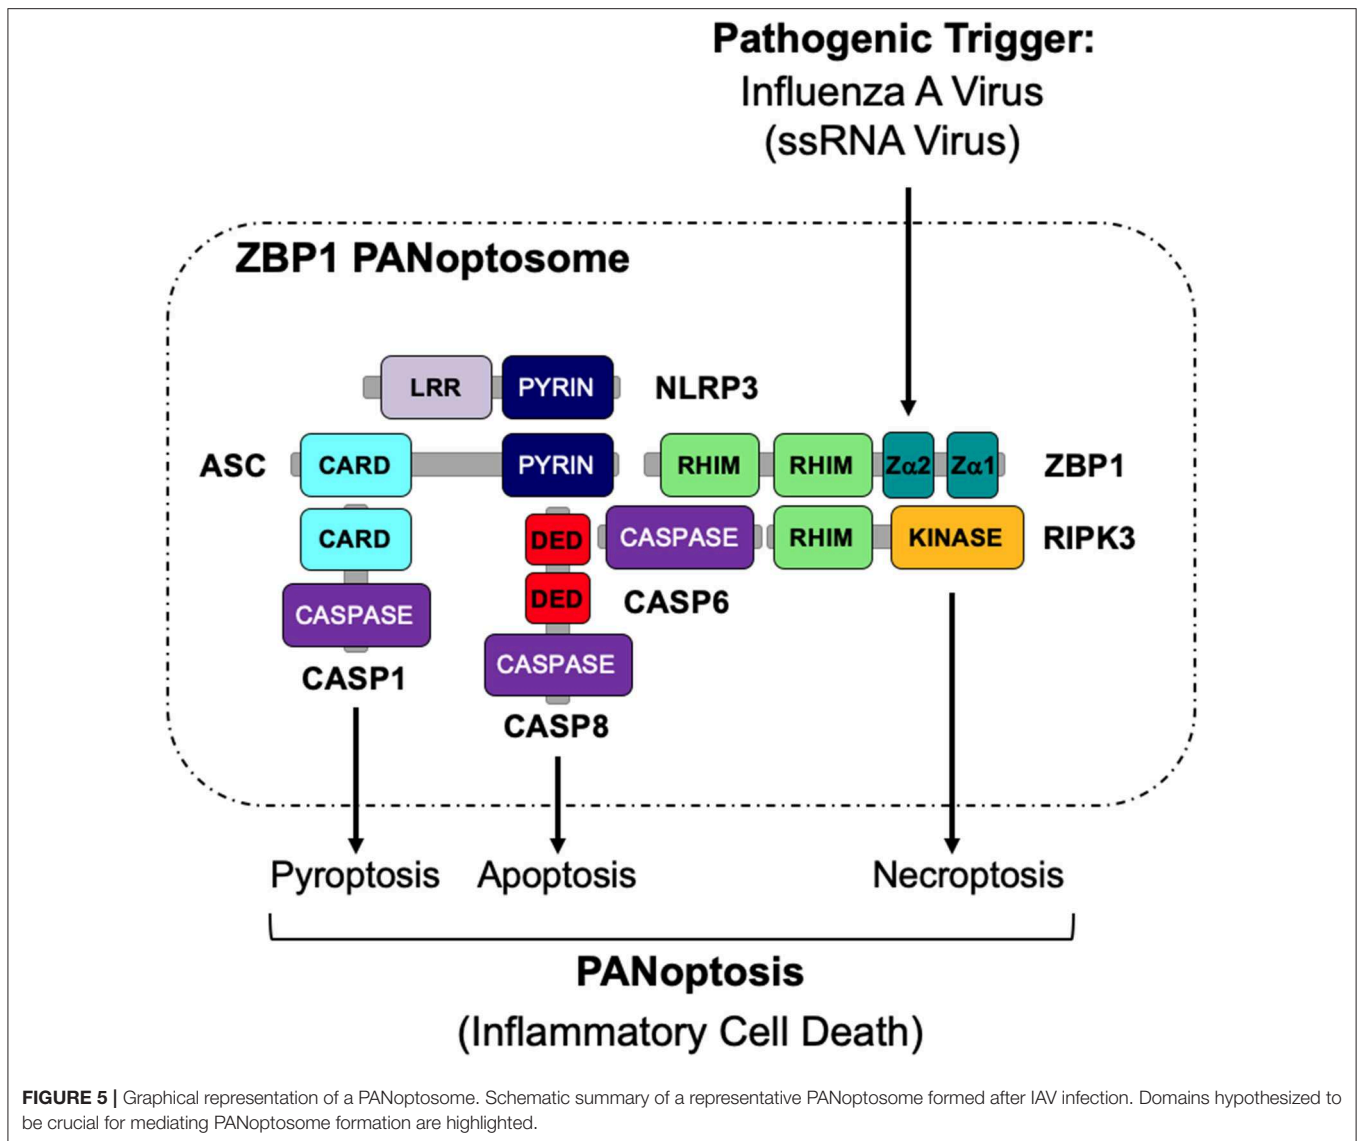 Pathogenic Trigger:
Influenza A Virus
(ssRNA Virus)
ZBP1 PANoptosome
LRR PYRIN NLRP3
ASC CARD PYRIN RHIM RHIM Zα2 Zα1 ZBP1
CARD DED CASPASE RHIM KINASE RIPK3
CASPASE DED CASP6
CASP1 CASPASE
CASP8
Pyroptosis Apoptosis Necroptosis
PANoptosis
(Inflammatory Cell Death)
FIGURE 5 | Graphical representation of a PANoptosome. Schematic summary of a representative PANoptosome formed after IAV infection. Domains hypothesized to
be crucial for mediating PANoptosome formation are highlighted.